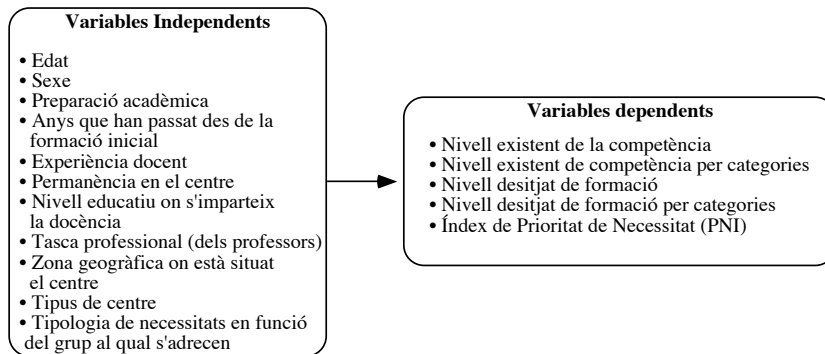 Variables Independents
• Edat
• Sexe
• Preparació acadèmica
• Anys que han passat des de la
formació inicial
• Experiència docent
• Permanència en el centre
• Nivell educatiu on s'imparteix
la docència
• Tasca professional (dels professors)
• Zona geogràfica on està situat
el centre
• Tipus de centre
• Tipologia de necessitats en funció
del grup al qual s'adrecen
Variables dependents
• Nivell existent de la competència
• Nivell existent de competència per categories
• Nivell desitjat de formació
• Nivell desitjat de formació per categories
• Índex de Prioritat de Necessitat (PNI)